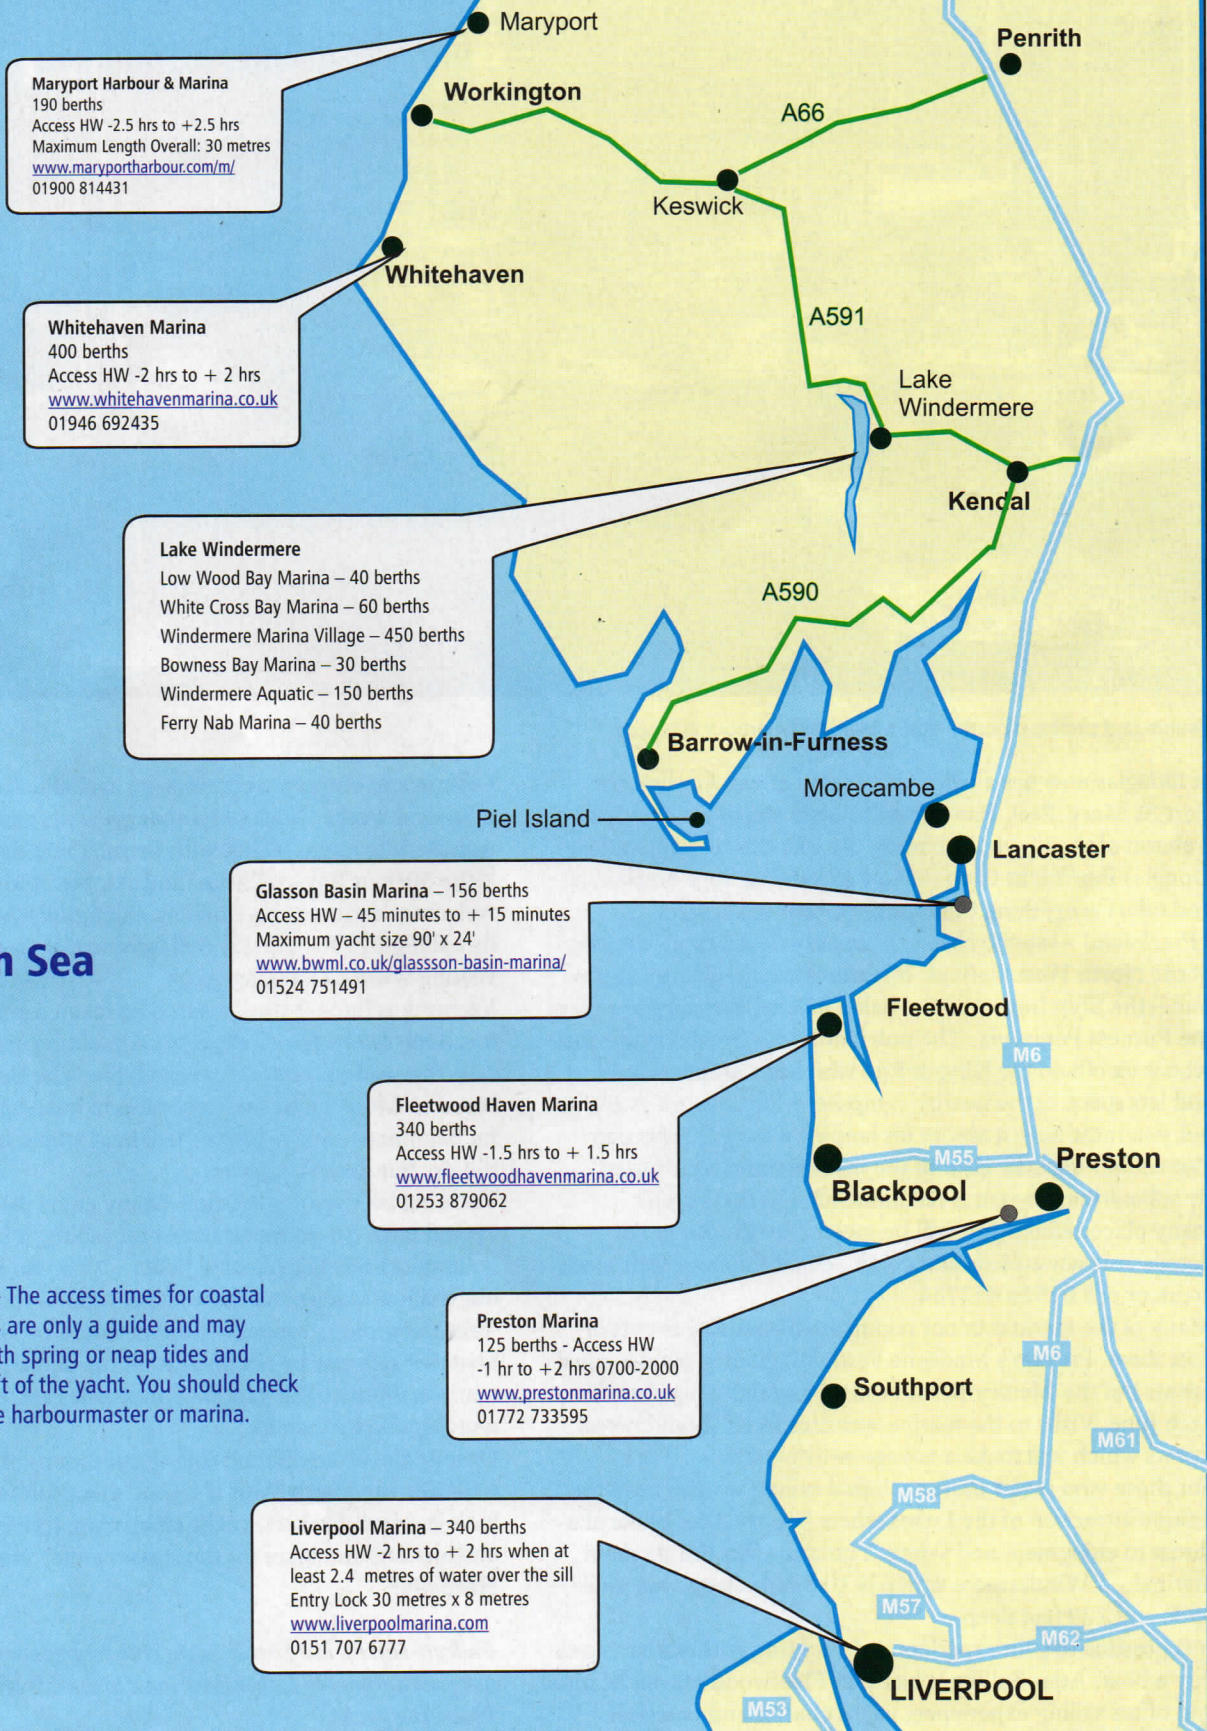 Maryport
Penrith
Maryport Harbour & Marina
190 berths
Access HW -2.5 hrs to +2.5 hrs
Maximum Length Overall: 30 metres
www.maryportharbour.com/m/
01900 814431
Workington
A66
Keswick
Whitehaven
Whitehaven Marina
400 berths
Access HW -2 hrs to + 2 hrs
www.whitehavenmarina.co.uk
01946 692435
A591
Lake
Windermere
Kendal
Lake Windermere
Low Wood Bay Marina – 40 berths
White Cross Bay Marina – 60 berths
Windermere Marina Village – 450 berths
Bowness Bay Marina – 30 berths
Windermere Aquatic – 150 berths
Ferry Nab Marina – 40 berths
A590
Barrow-in-Furness
Morecambe
Piel Island
Lancaster
Glasson Basin Marina – 156 berths
Access HW – 45 minutes to + 15 minutes
Maximum yacht size 90' x 24'
www.bwml.co.uk/glassson-basin-marina/
01524 751491
Sea
Fleetwood
M6
Fleetwood Haven Marina
340 berths
Access HW -1.5 hrs to + 1.5 hrs
www.fleetwoodhavenmarina.co.uk
01253 879062
M55
Preston
Blackpool
The access times for coastal
are only a guide and may
spring or neap tides and
of the yacht. You should check
harbourmaster or marina.
Preston Marina
125 berths - Access HW
-1 hr to +2 hrs 0700-2000
www.prestonmarina.co.uk
01772 733595
M6
Southport
M61
M58
Liverpool Marina – 340 berths
Access HW -2 hrs to + 2 hrs when at
least 2.4 metres of water over the sill
Entry Lock 30 metres x 8 metres
www.liverpoolmarina.com
0151 707 6777
M57
M62
LIVERPOOL
M53